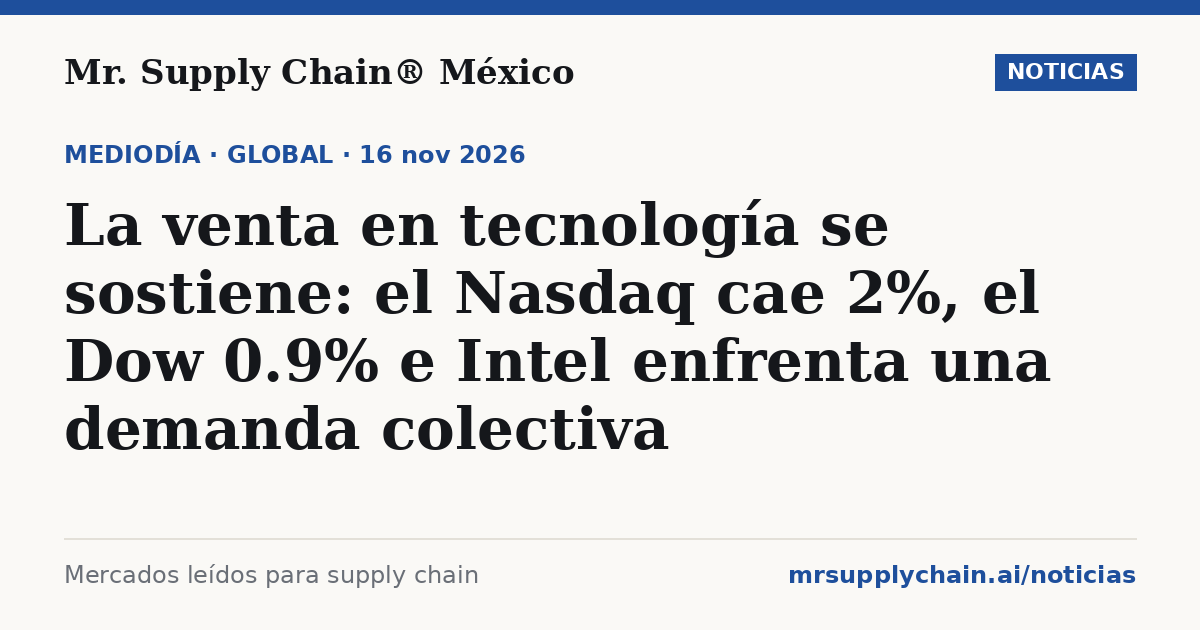 Mr. Supply Chain® México
NOTICIAS
MEDIODÍA · GLOBAL · 16 nov 2026
La venta en tecnología se
sostiene: el Nasdaq cae 2%, el
Dow 0.9% e Intel enfrenta una
demanda colectiva
Mercados leídos para supply chain
mrsupplychain.ai/noticias